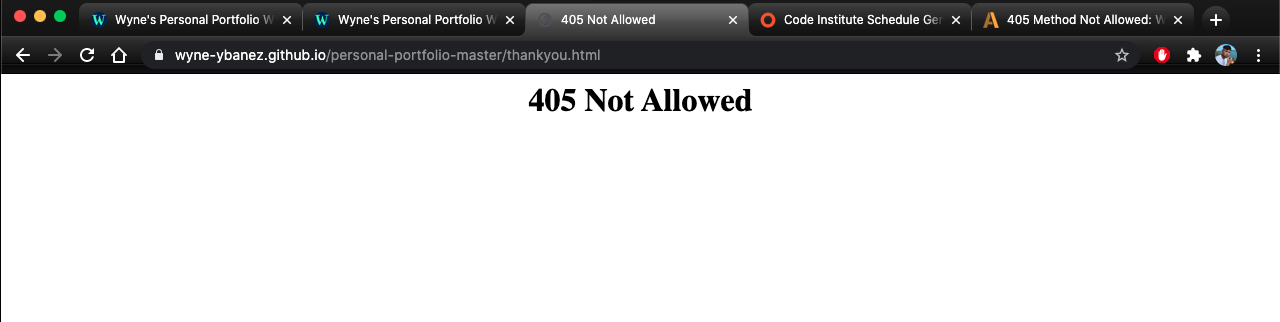 Wyne's Personal Portfolio W
Wyne's Personal Portfolio W
405 Not Allowed
Code Institute Schedule Ger
405 Method Not Allowed: W
wyne-ybanez.github.io/personal-portfolio-master/thankyou.html
405 Not Allowed